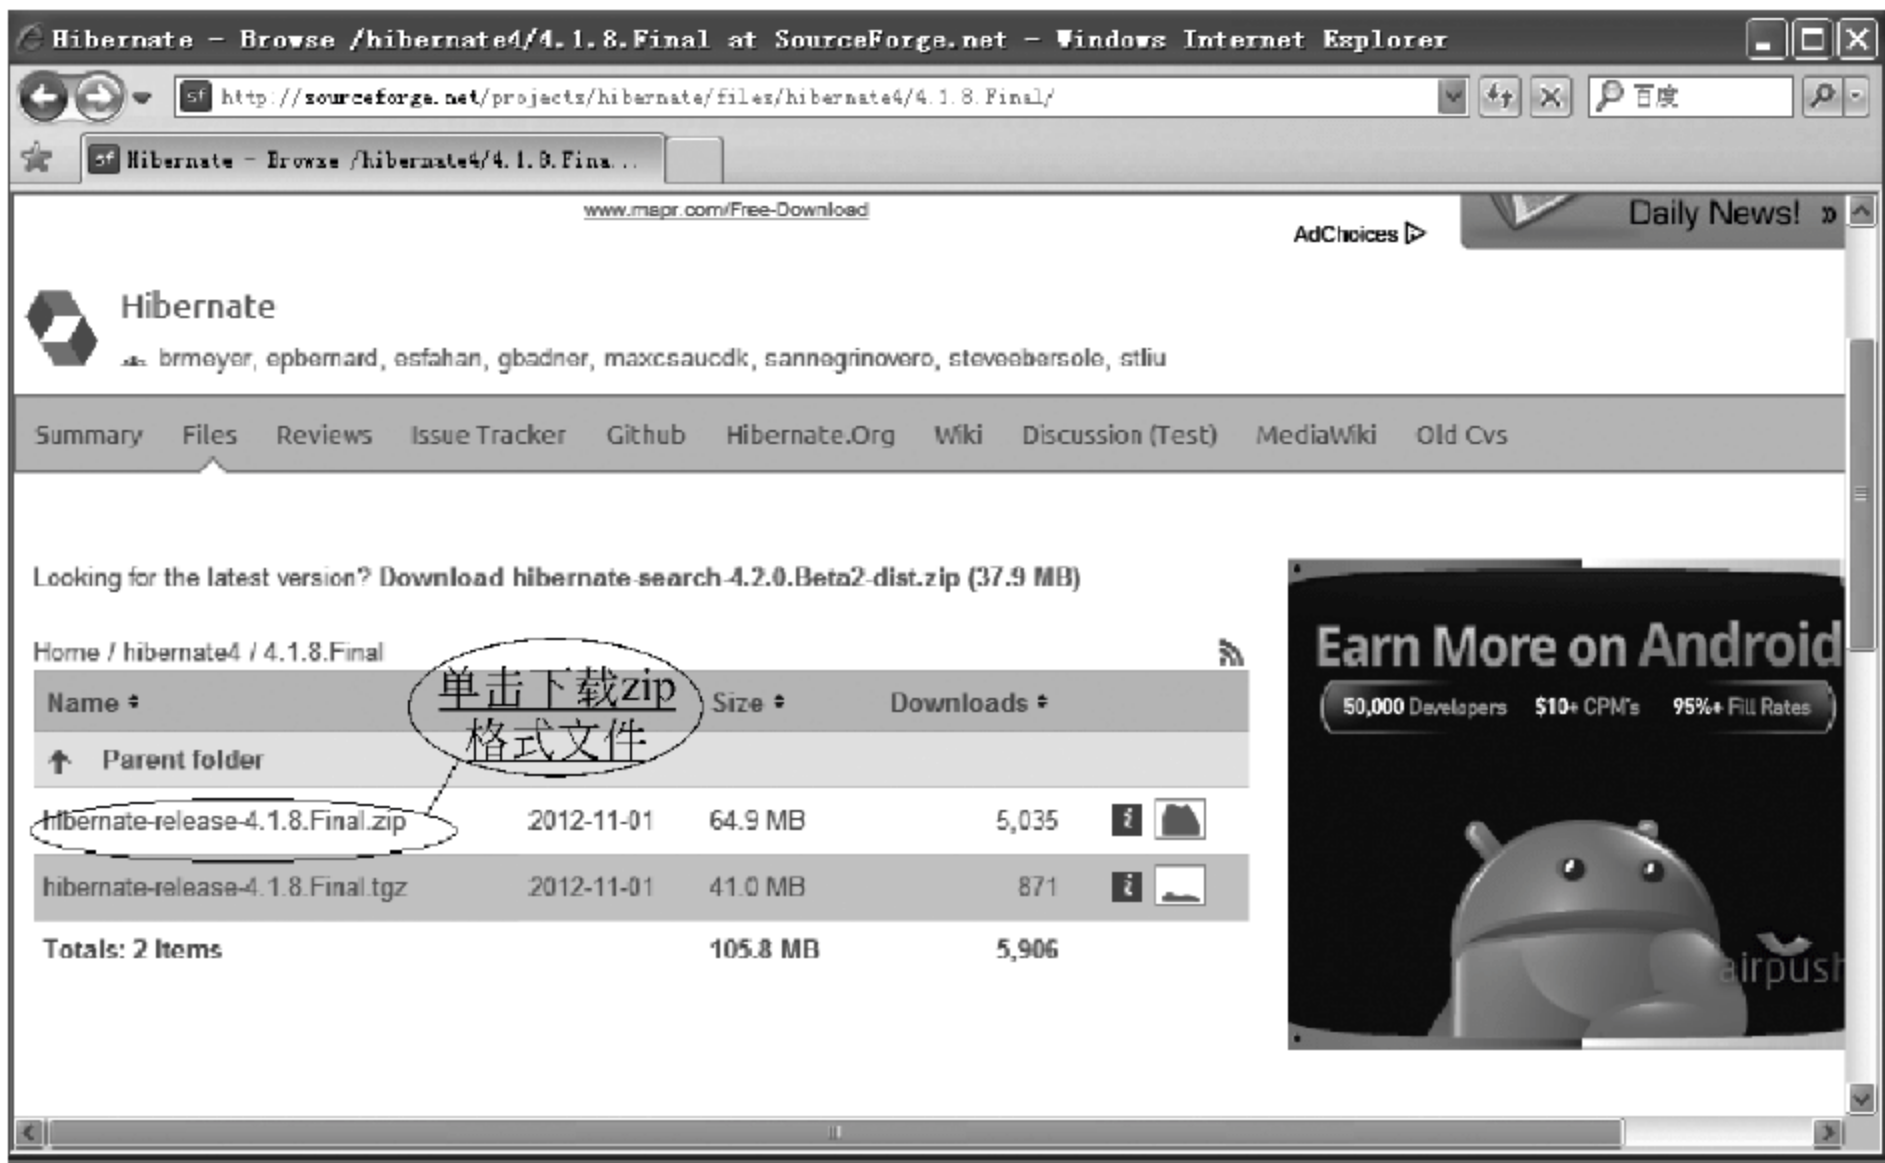 Hibernate - Browse /hibernate4/4.1.8.Final at SourceForge.net - Windows Internet Explorer
sf http://sourceforge.net/projects/hibernate/files/hibernate4/4.1.8.Final/ 百度
sf Hibernate - Browse /hibernate4/4.1.8.Fina...
www.mapr.com/Free-Download
Daily News! »
AdChoices
Hibernate
brmeyer, epbernard, esfahan, gbadner, maxcsaucdk, sannegrinovero, steveebersole, stliu
Summary Files Reviews Issue Tracker Github Hibernate.Org Wiki Discussion (Test) MediaWiki Old Cvs
Looking for the latest version? Download hibernate-search-4.2.0.Beta2-dist.zip (37.9 MB)
Home / hibernate4 / 4.1.8.Final
单击下载zip
格式文件
Name Size Downloads
Parent folder
hibernate-release-4.1.8.Final.zip 2012-11-01 64.9 MB 5,035 i
hibernate-release-4.1.8.Final.tgz 2012-11-01 41.0 MB 871 i
Totals: 2 Items 105.8 MB 5,906
Earn More on Android
50,000 Developers $10+ CPM's 95%+ Fill Rates
airpush